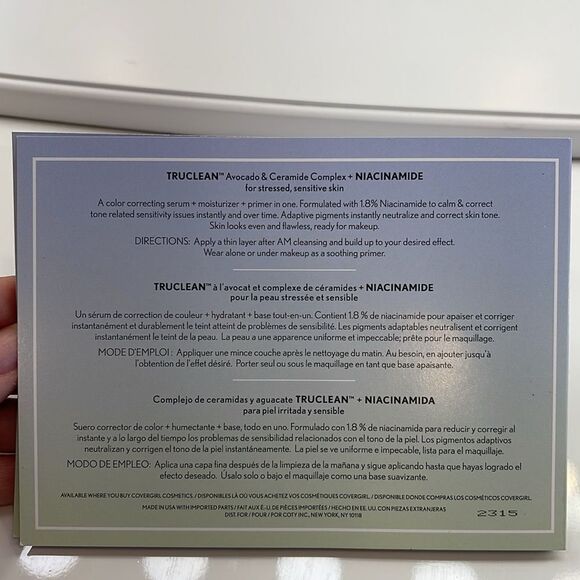 TRUCLEAN™ Avocado & Ceramide Complex + NIACINAMIDE
for stressed, sensitive skin
A color correcting serum + moisturizer + primer in one. Formulated with 1.8% Niacinamide to calm & correct
tone related sensitivity issues instantly and over time. Adaptive pigments instantly neutralize and correct skin tone.
Skin looks even and flawless, ready for makeup.
DIRECTIONS: Apply a thin layer after AM cleansing and build up to your desired effect.
Wear alone or under makeup as a soothing primer.
TRUCLEAN™ à l'avocat et complexe de céramides + NIACINAMIDE
pour la peau stressée et sensible
Un sérum de correction de couleur + hydratant + base tout-en-un. Contient 1.8 % de niacinamide pour apaiser et corriger
instantanément et durablement le teint atteint de problèmes de sensibilité. Les pigments adaptables neutralisent et corrigent
instantanément le teint de la peau. La peau a une apparence uniforme et impeccable; prête pour le maquillage.
MODE D'EMPLOI : Appliquer une mince couche après le nettoyage du matin. Au besoin, en ajouter jusqu'à
l'obtention de l'effet désiré. Porter seul ou sous le maquillage en tant que base apaisante.
Complejo de ceramidas y aguacate TRUCLEAN™ + NIACINAMIDA
para piel irritada y sensible
Suero corrector de color + humectante + base, todo en uno. Formulado con 1.8 % de niacinamida para reducir y corregir al
instante y a lo largo del tiempo los problemas de sensibilidad relacionados con el tono de la piel. Los pigmentos adaptivos
neutralizan y corrigen el tono de la piel instantáneamente. La piel se ve uniforme e impecable, lista para el maquillaje.
MODO DE EMPLEO: Aplica una capa fina después de la limpieza de la mañana y sigue aplicando hasta que hayas logrado el
efecto deseado. Úsalo solo o bajo el maquillaje como una base suavizante.
AVAILABLE WHERE YOU BUY COVERGIRL COSMETICS. / DISPONIBLES LÀ OÙ VOUS ACHETEZ VOS COSMÉTIQUES COVERGIRL. / DISPONIBLE DONDE COMPRAS LOS COSMÉTICOS COVERGIRL.
MADE IN USA WITH IMPORTED PARTS / FAIT AUX É.-U. DE PIÈCES IMPORTÉES / HECHO EN EE. UU. CON PIEZAS EXTRANJERAS
DIST. FOR / POUR / POR COTY INC., NEW YORK, NY 10118
2315